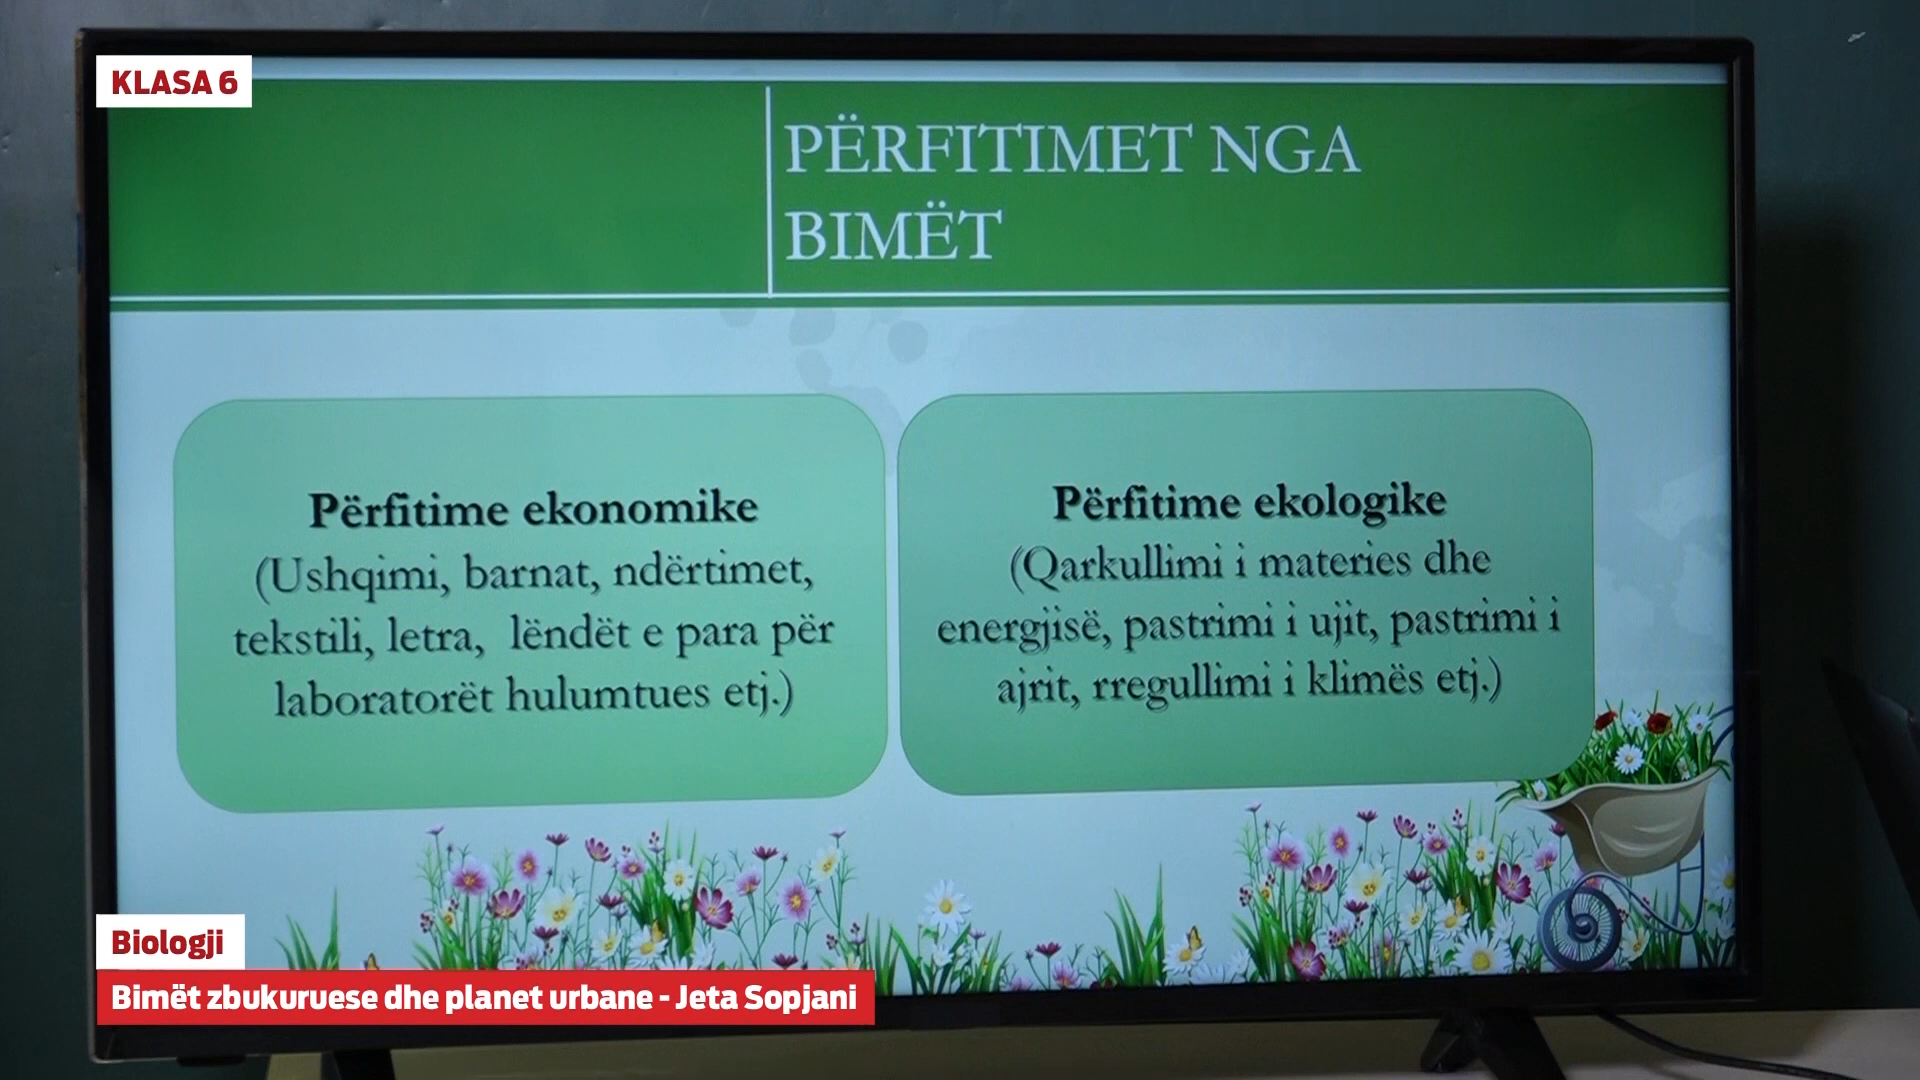 KLASA 6
PËRFITIMET NGA
BIMËT
Përfitime ekonomike
(Ushqimi, barnat, ndërtimet,
tekstili, letra, lëndët e para për
laboratorët hulumtues etj.)
Përfitime ekologike
(Qarkullimi i materies dhe
energjisë, pastrimi i ujit, pastrimi i
ajrit, rregullimi i klimës etj.)
Biologji
Bimët zbukuruese dhe planet urbane - Jeta Sopjani